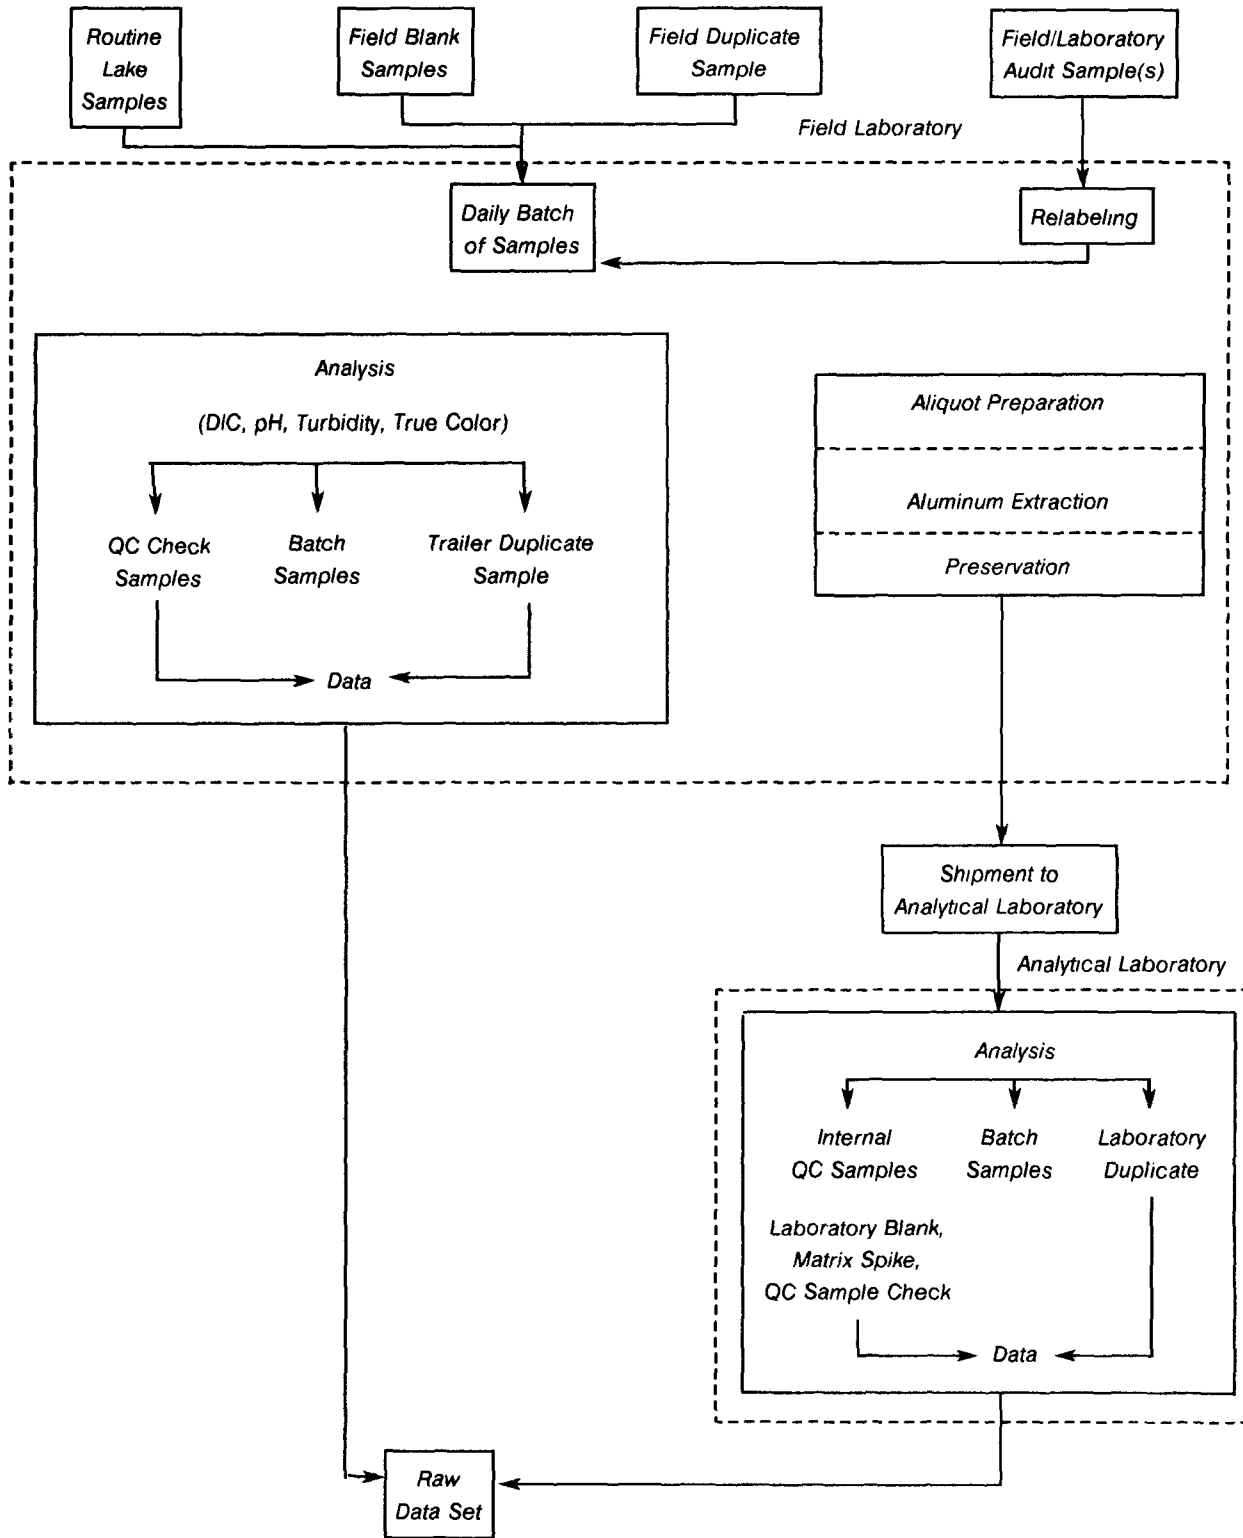 Routine
Lake
Samples
Field Blank
Samples
Field Duplicate
Sample
Field/Laboratory
Audit Sample(s)
Field Laboratory
Daily Batch
of Samples
Relabeling
Analysis
(DIC, pH, Turbidity, True Color)
QC Check
Samples
Batch
Samples
Trailer Duplicate
Sample
Data
Aliquot Preparation
Aluminum Extraction
Preservation
Shipment to
Analytical Laboratory
Analytical Laboratory
Analysis
Internal
QC Samples
Batch
Samples
Laboratory
Duplicate
Laboratory Blank,
Matrix Spike,
QC Sample Check
Data
Raw
Data Set